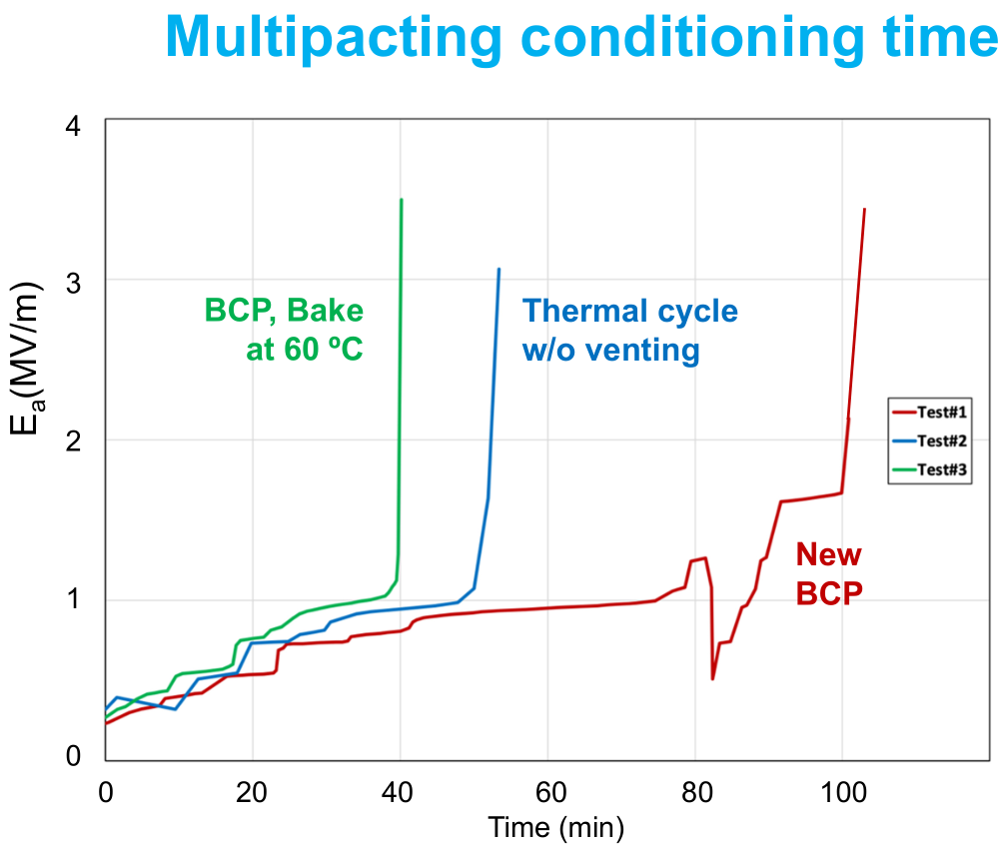 Multipacting conditioning time
4
3
2
1
0
Ea(MV/m)
BCP, Bake
at 60 ºC
Thermal cycle
w/o venting
Test#1
Test#2
Test#3
New
BCP
0
20
40
60
80
100
Time (min)